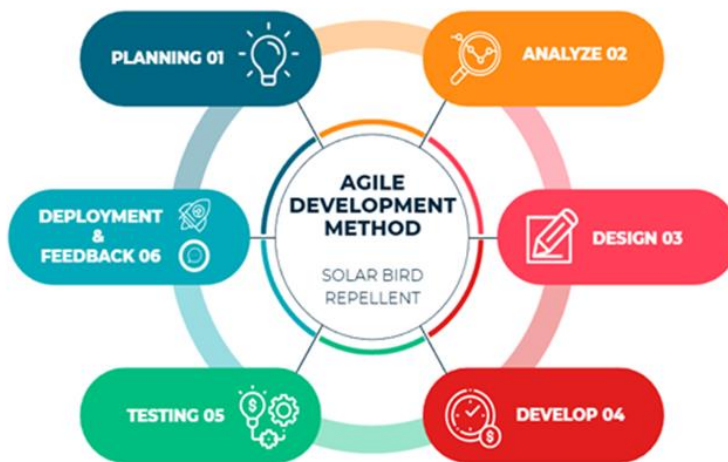 PLANNING 01
ANALYZE 02
AGILE
DEVELOPMENT
METHOD
SOLAR BIRD
REPELLENT
DESIGN 03
DEVELOP 04
TESTING 05
DEPLOYMENT
&
FEEDBACK 06
$
$